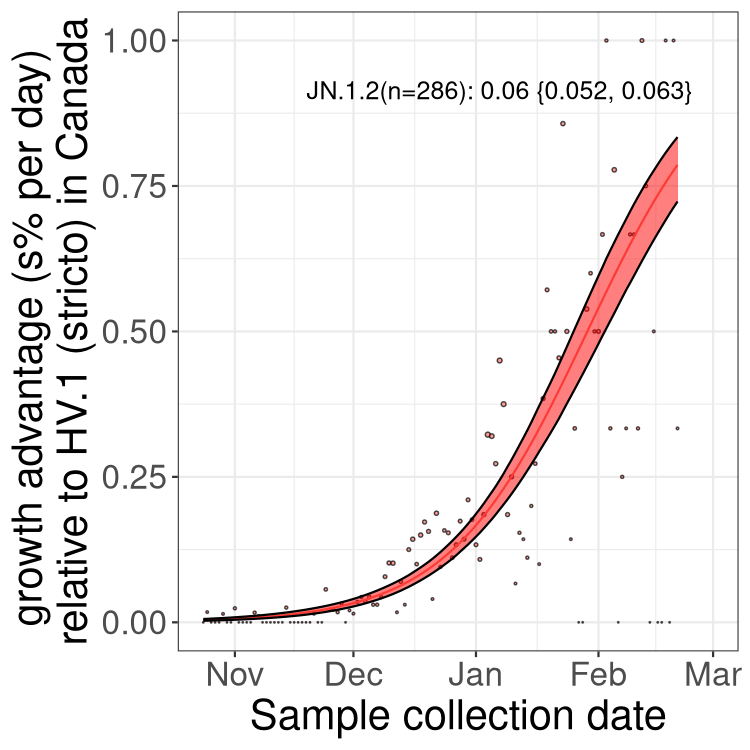 growth advantage (s% per day)
relative to HV.1 (stricto) in Canada
1.00
0.75
0.50
0.25
0.00
JN.1.2(n=286): 0.06 {0.052, 0.063}
Nov Dec Jan Feb Mar
Sample collection date